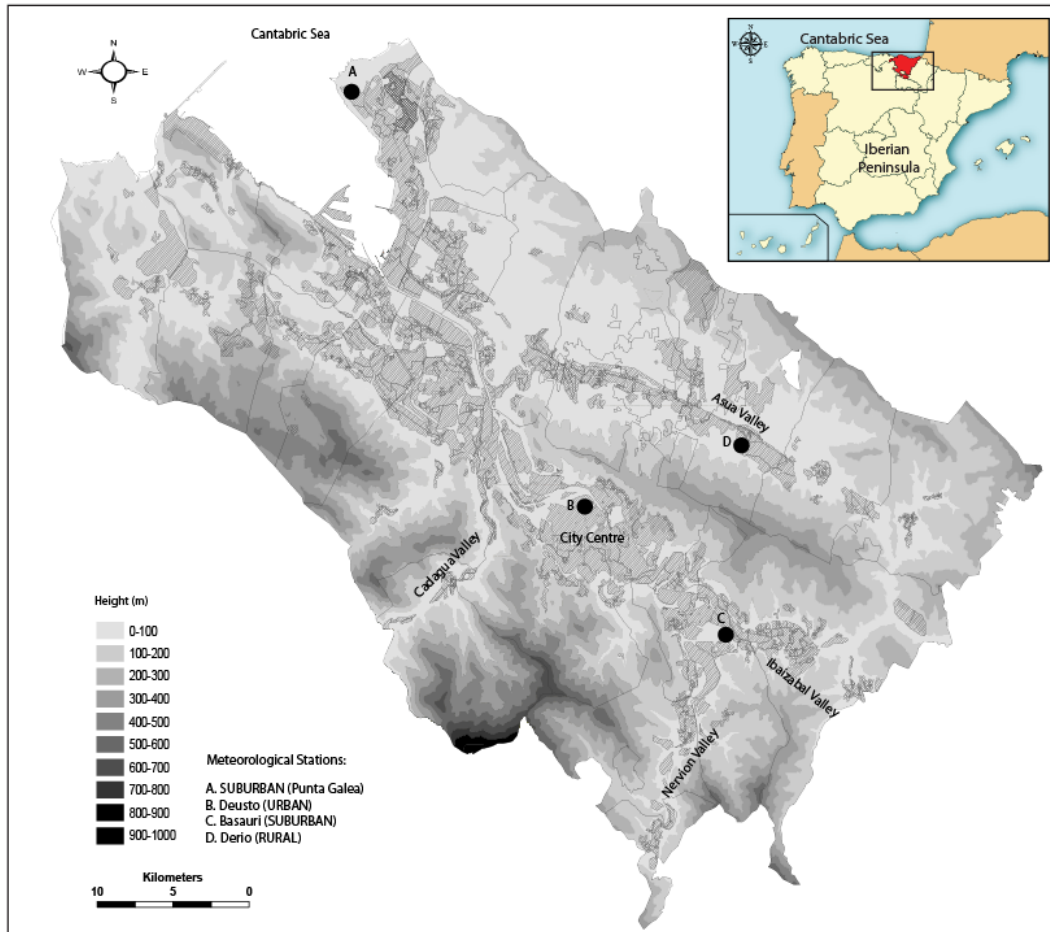 Cantabric Sea
N
W E
S
A
Cantabric Sea
Iberian
Peninsula
Asua Valley
D
B
City Centre
Cadagua Valley
C
Ibaizabal Valley
Nervion Valley
Height (m)
0-100
100-200
200-300
300-400
400-500
500-600
600-700
700-800
800-900
900-1000
Meteorological Stations:
A. SUBURBAN (Punta Galea)
B. Deusto (URBAN)
C. Basauri (SUBURBAN)
D. Derio (RURAL)
Kilometers
10 5 0